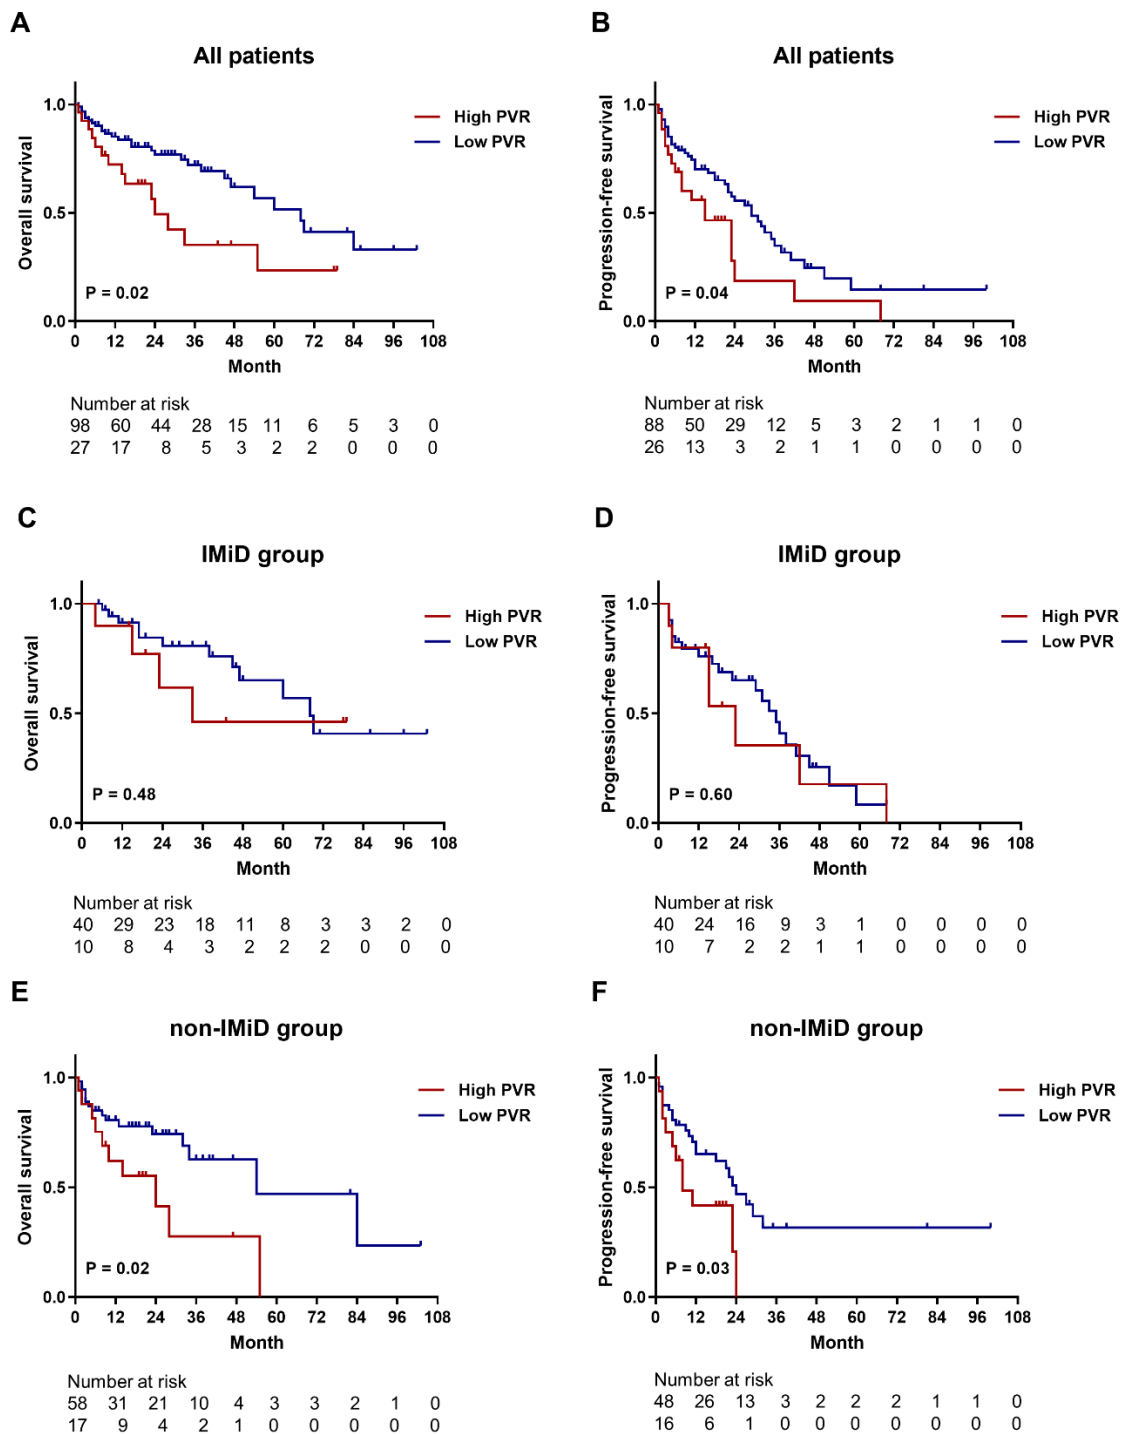 A
All patients
1.0
0.5
0.0
Overall survival
High PVR
Low PVR
P = 0.02
0 12 24 36 48 60 72 84 96 108
Month
Number at risk
98 60 44 28 15 11 6 5 3 0
27 17 8 5 3 2 2 0 0 0
B
All patients
1.0
0.5
0.0
Progression-free survival
High PVR
Low PVR
P = 0.04
0 12 24 36 48 60 72 84 96 108
Month
Number at risk
88 50 29 12 5 3 2 1 1 0
26 13 3 2 1 1 0 0 0 0
C
IMiD group
1.0
0.5
0.0
Overall survival
High PVR
Low PVR
P = 0.48
0 12 24 36 48 60 72 84 96 108
Month
Number at risk
40 29 23 18 11 8 3 3 2 0
10 8 4 3 2 2 2 0 0 0
D
IMiD group
1.0
0.5
0.0
Progression-free survival
High PVR
Low PVR
P = 0.60
0 12 24 36 48 60 72 84 96 108
Month
Number at risk
40 24 16 9 3 1 0 0 0 0
10 7 2 2 1 1 0 0 0 0
E
non-IMiD group
1.0
0.5
0.0
Overall survival
High PVR
Low PVR
P = 0.02
0 12 24 36 48 60 72 84 96 108
Month
Number at risk
58 31 21 10 4 3 3 2 1 0
17 9 4 2 1 0 0 0 0 0
F
non-IMiD group
1.0
0.5
0.0
Progression-free survival
High PVR
Low PVR
P = 0.03
0 12 24 36 48 60 72 84 96 108
Month
Number at risk
48 26 13 3 2 2 2 1 1 0
16 6 1 0 0 0 0 0 0 0